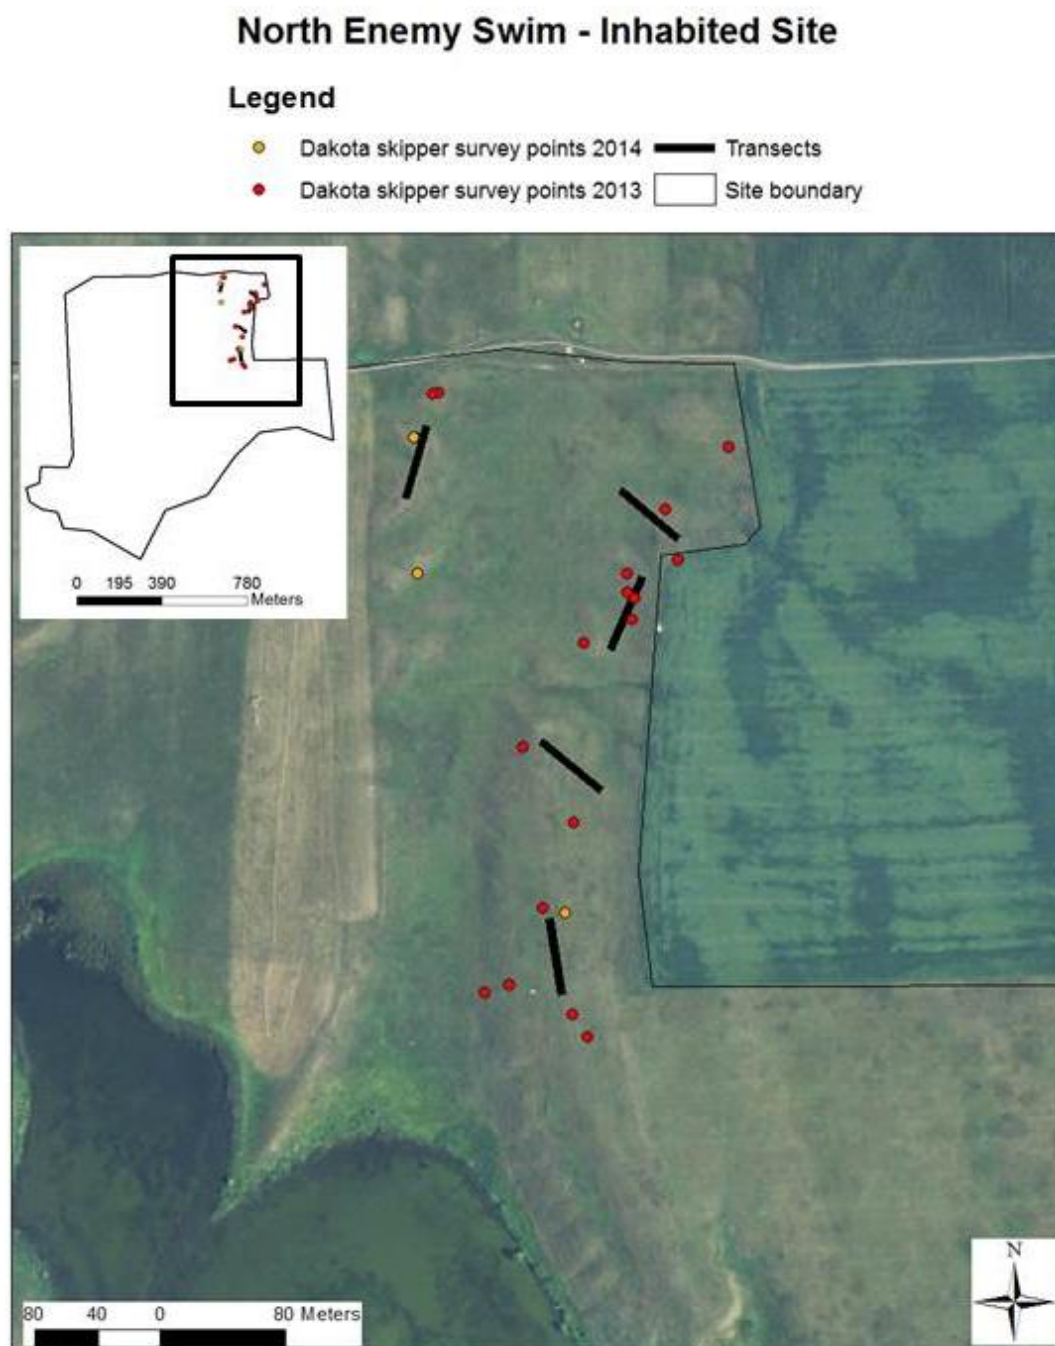 North Enemy Swim - Inhabited Site
Legend
Dakota skipper survey points 2014
Transects
Dakota skipper survey points 2013
Site boundary
0 195 390 780
Meters
80 40 0 80 Meters
N